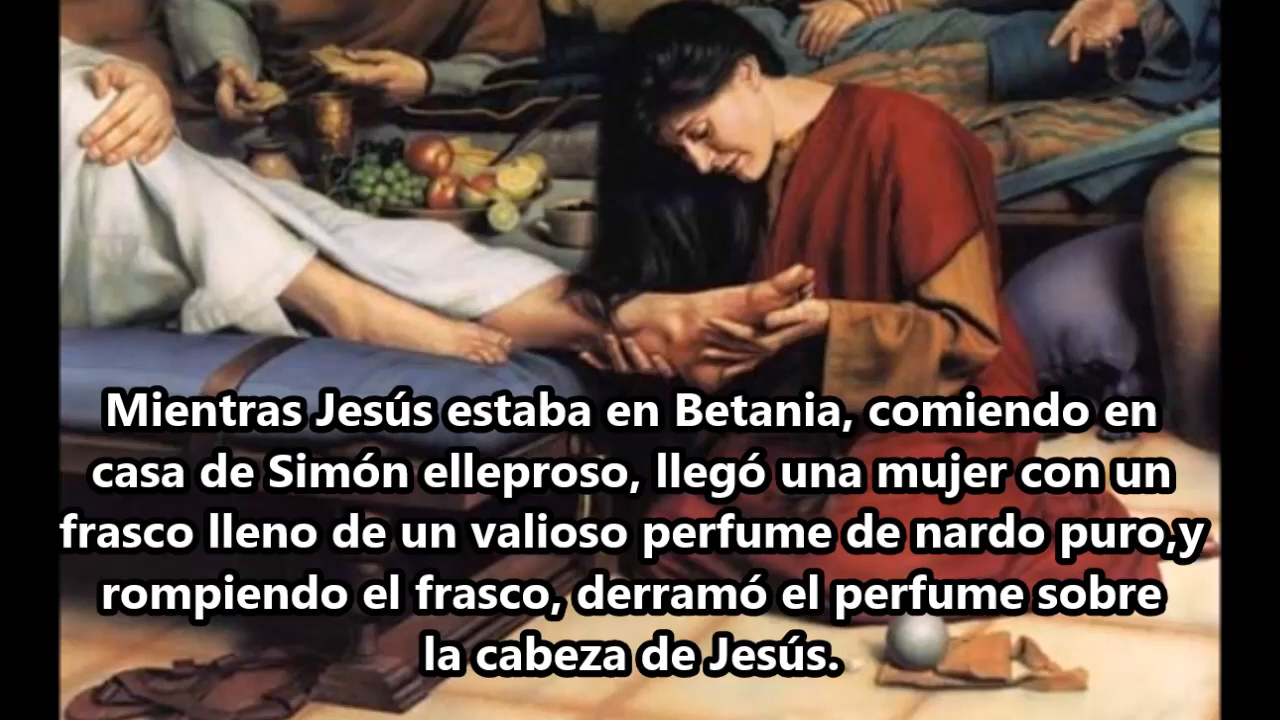 Mientras Jesús estaba en Betania, comiendo en
casa de Simón elleproso, llegó una mujer con un
frasco lleno de un valioso perfume de nardo puro,y
rompiendo el frasco, derramó el perfume sobre
la cabeza de Jesús.